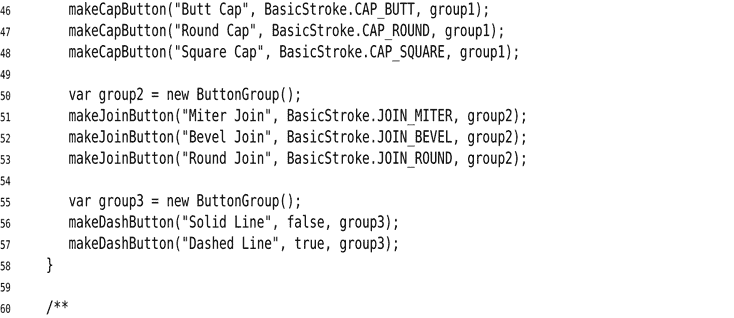 46 makeCapButton("Butt Cap", BasicStroke.CAP_BUTT, group1);
47 makeCapButton("Round Cap", BasicStroke.CAP_ROUND, group1);
48 makeCapButton("Square Cap", BasicStroke.CAP_SQUARE, group1);
49
50 var group2 = new ButtonGroup();
51 makeJoinButton("Miter Join", BasicStroke.JOIN_MITER, group2);
52 makeJoinButton("Bevel Join", BasicStroke.JOIN_BEVEL, group2);
53 makeJoinButton("Round Join", BasicStroke.JOIN_ROUND, group2);
54
55 var group3 = new ButtonGroup();
56 makeDashButton("Solid Line", false, group3);
57 makeDashButton("Dashed Line", true, group3);
58 }
59
60 /**